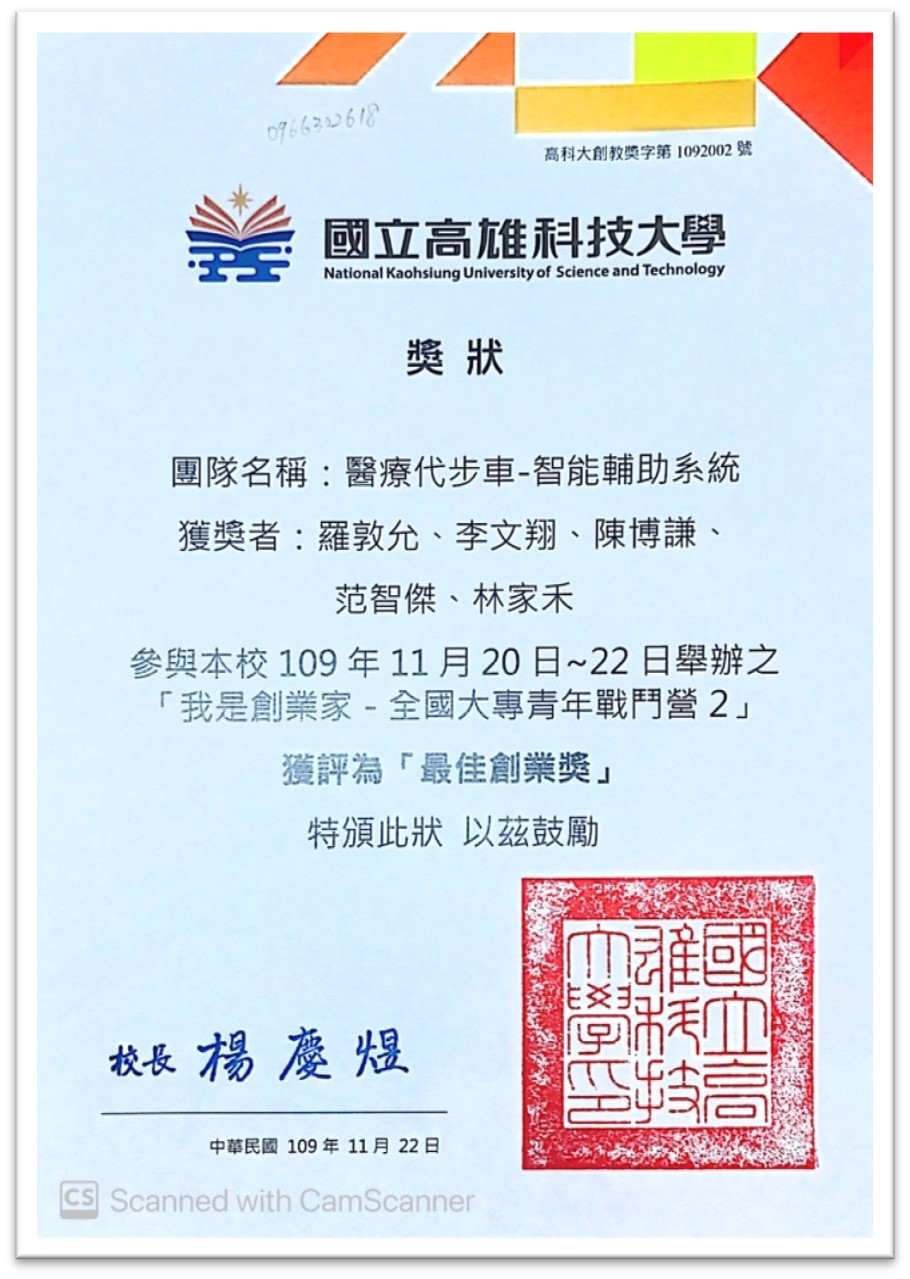 0966322618
高科大創教獎字第 1092002 號
國立高雄科技大學
National Kaohsiung University of Science and Technology
獎 狀
團隊名稱：醫療代步車-智能輔助系統
獲獎者：羅敦允、李文翔、陳博謙、
范智傑、林家禾
參與本校 109 年 11 月 20 日~22 日舉辦之
「我是創業家 - 全國大專青年戰鬥營 2」
獲評為「最佳創業獎」
特頒此狀 以茲鼓勵
國立高雄科技大學印
校長 楊慶煜
中華民國 109 年 11 月 22 日
CS Scanned with CamScanner